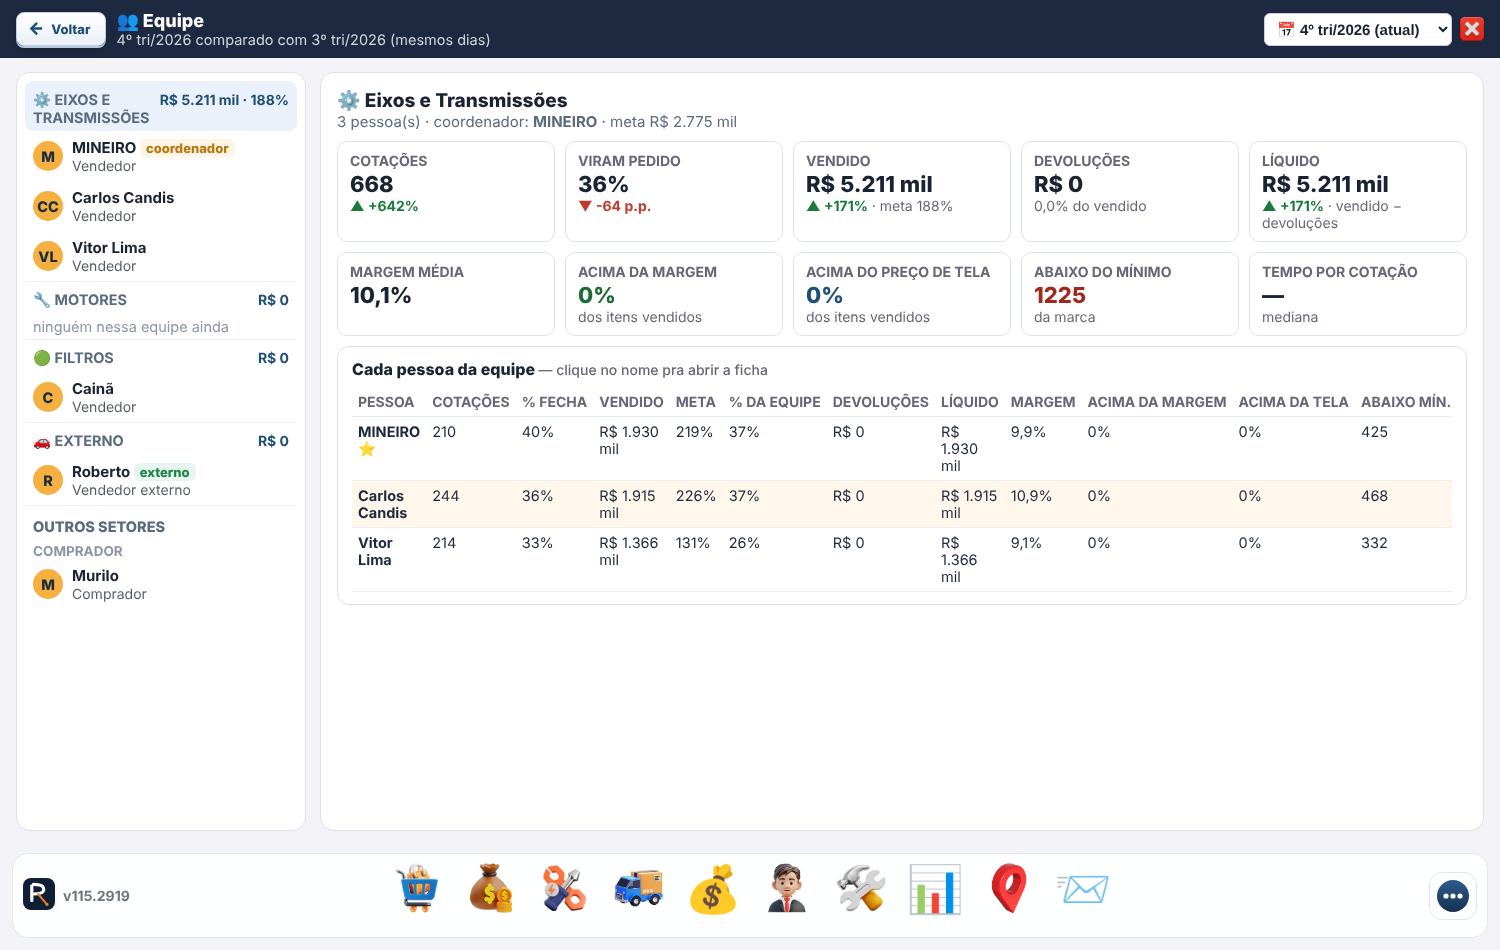 Voltar
Equipe
4º tri/2026 comparado com 3º tri/2026 (mesmos dias)
4º tri/2026 (atual)
EIXOS E TRANSMISSÕES
R$ 5.211 mil · 188%
M
MINEIRO coordenador
Vendedor
CC
Carlos Candis
Vendedor
VL
Vitor Lima
Vendedor
MOTORES R$ 0
ninguém nessa equipe ainda
FILTROS R$ 0
C
Cainã
Vendedor
EXTERNO R$ 0
R
Roberto externo
Vendedor externo
OUTROS SETORES
COMPRADOR
M
Murilo
Comprador
Eixos e Transmissões
3 pessoa(s) · coordenador: MINEIRO · meta R$ 2.775 mil
COTAÇÕES
668
▲ +642%
VIRAM PEDIDO
36%
▼ -64 p.p.
VENDIDO
R$ 5.211 mil
▲ +171% · meta 188%
DEVOLUÇÕES
R$ 0
0,0% do vendido
LÍQUIDO
R$ 5.211 mil
▲ +171% · vendido −
devoluções
MARGEM MÉDIA
10,1%
ACIMA DA MARGEM
0%
dos itens vendidos
ACIMA DO PREÇO DE TELA
0%
dos itens vendidos
ABAIXO DO MÍNIMO
1225
da marca
TEMPO POR COTAÇÃO
—
mediana
Cada pessoa da equipe — clique no nome pra abrir a ficha
PESSOA COTAÇÕES % FECHA VENDIDO META % DA EQUIPE DEVOLUÇÕES LÍQUIDO MARGEM ACIMA DA MARGEM ACIMA DA TELA ABAIXO MÍN.
MINEIRO 210 40% R$ 1.930 mil 219% 37% R$ 0 R$ 1.930 mil 9,9% 0% 0% 425
Carlos Candis 244 36% R$ 1.915 mil 226% 37% R$ 0 R$ 1.915 mil 10,9% 0% 0% 468
Vitor Lima 214 33% R$ 1.366 mil 131% 26% R$ 0 R$ 1.366 mil 9,1% 0% 0% 332
R
v115.2919